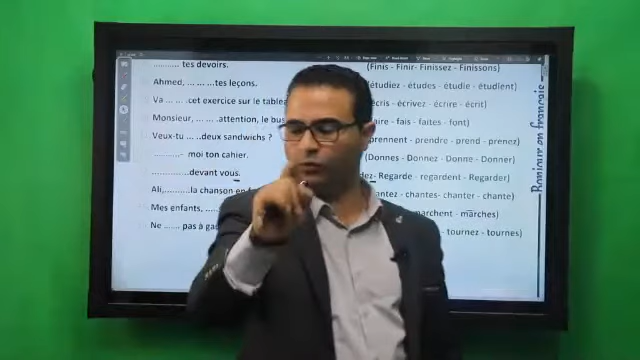 ........... tes devoirs. (Finis - Finir- Finissez - Finissons)
Ahmed, ... ... ...tes leçons. étudiez - études - étudie - étudient)
Va ... ... ...cet exercice sur le tableau écris - écrivez - écrire - écrit)
Monsieur, ... ... .attention, le bus aire - fais - faites - font)
Veux-tu ... ...deux sandwichs ? prennent - prendre - prend - prenez)
...........- moi ton cahier. (Donnes - Donnez - Donne - Donner)
...............devant vous. dez - Regarde - regardent - Regarder)
Ali,...........la chanson en antez - chantes- chanter - chante)
Mes enfants, ..... marchent - marches)
Ne ... ... pas à - tournez - tournes)
Bonjour en français